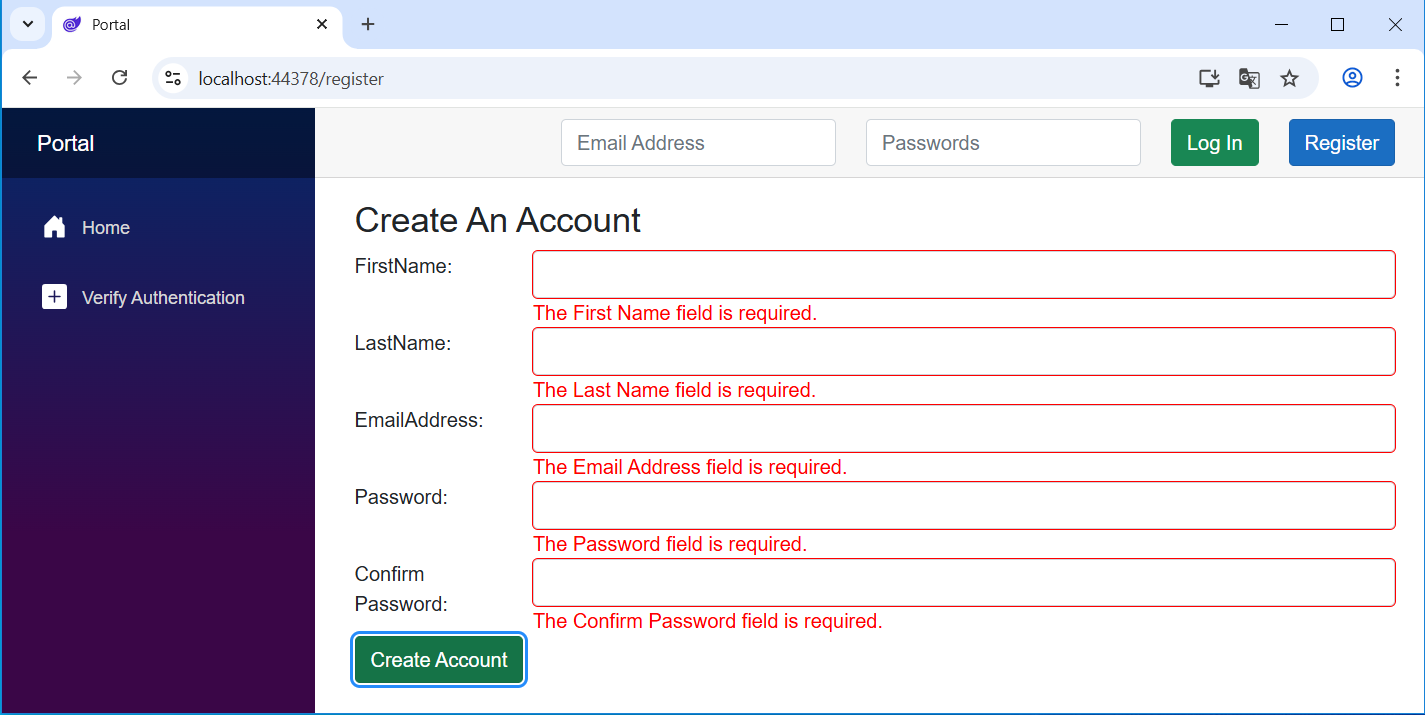 Portal
localhost:44378/register
Portal
Email Address
Passwords
Log In
Register
Home
Verify Authentication
Create An Account
FirstName:
The First Name field is required.
LastName:
The Last Name field is required.
EmailAddress:
The Email Address field is required.
Password:
The Password field is required.
Confirm
Password:
The Confirm Password field is required.
Create Account